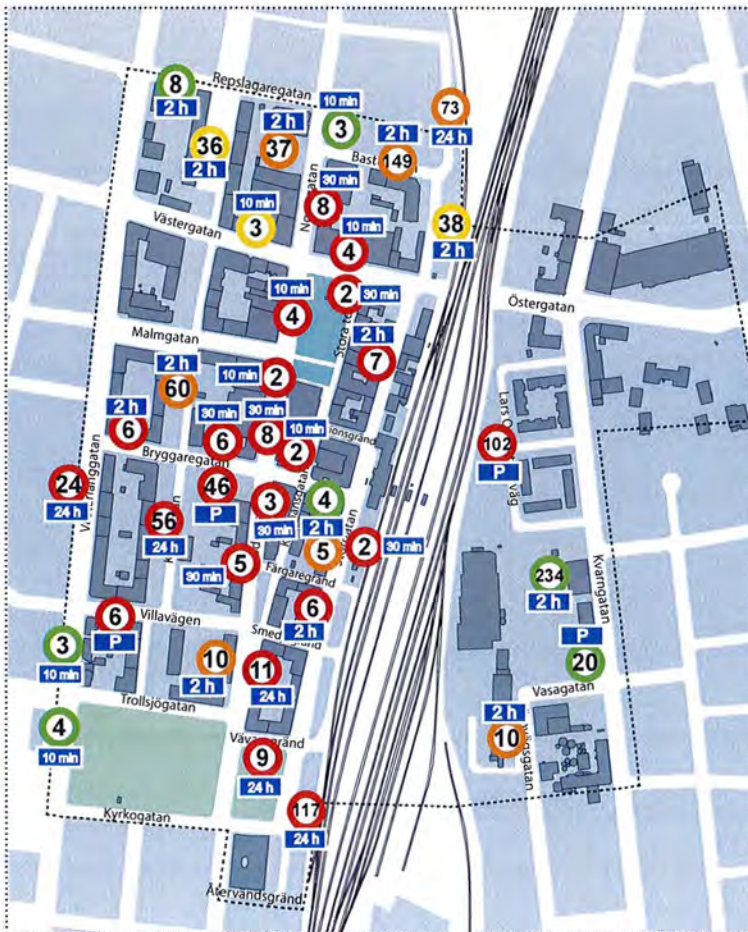 Repslagaregatan
8
2 h
10 min
3
73
24 h
36
2 h
2 h
37
2 h
149
30 min
8
10 min
3
Västergatan
10 min
4
38
2 h
10 min
4
2
30 min
Östergatan
Malmgatan
2 h
7
2 h
60
10 min
2
2 h
6
30 min
6
30 min
8
10 min
2
102
P
Bryggaregatan
24
24 h
46
P
3
30 min
4
2 h
56
24 h
5
30 min
5
2
30 min
Färgaregränd
234
2 h
Kvarngatan
6
P
Villavägen
6
2 h
3
10 min
10
2 h
11
24 h
P
20
Vasagatan
Trollsjögatan
4
10 min
9
24 h
2 h
10
117
24 h
Kyrkogatan
Återvändsgränd